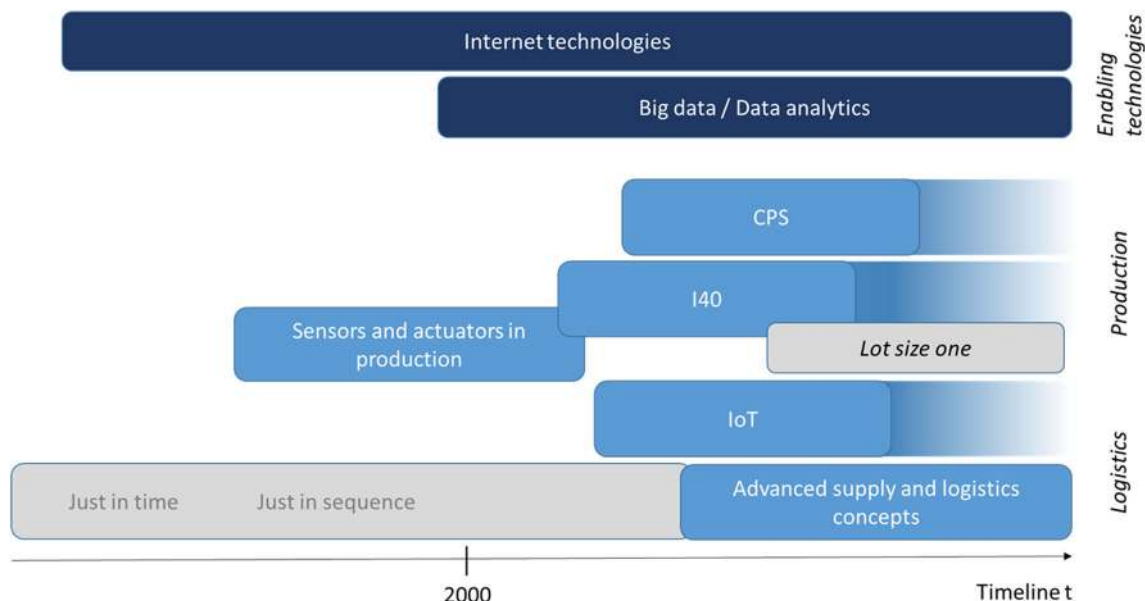 Internet technologies
Big data / Data analytics
Enabling
technologies
CPS
I40
Sensors and actuators in
production
Lot size one
Production
IoT
Just in time
Just in sequence
Advanced supply and logistics
concepts
Logistics
2000
Timeline t